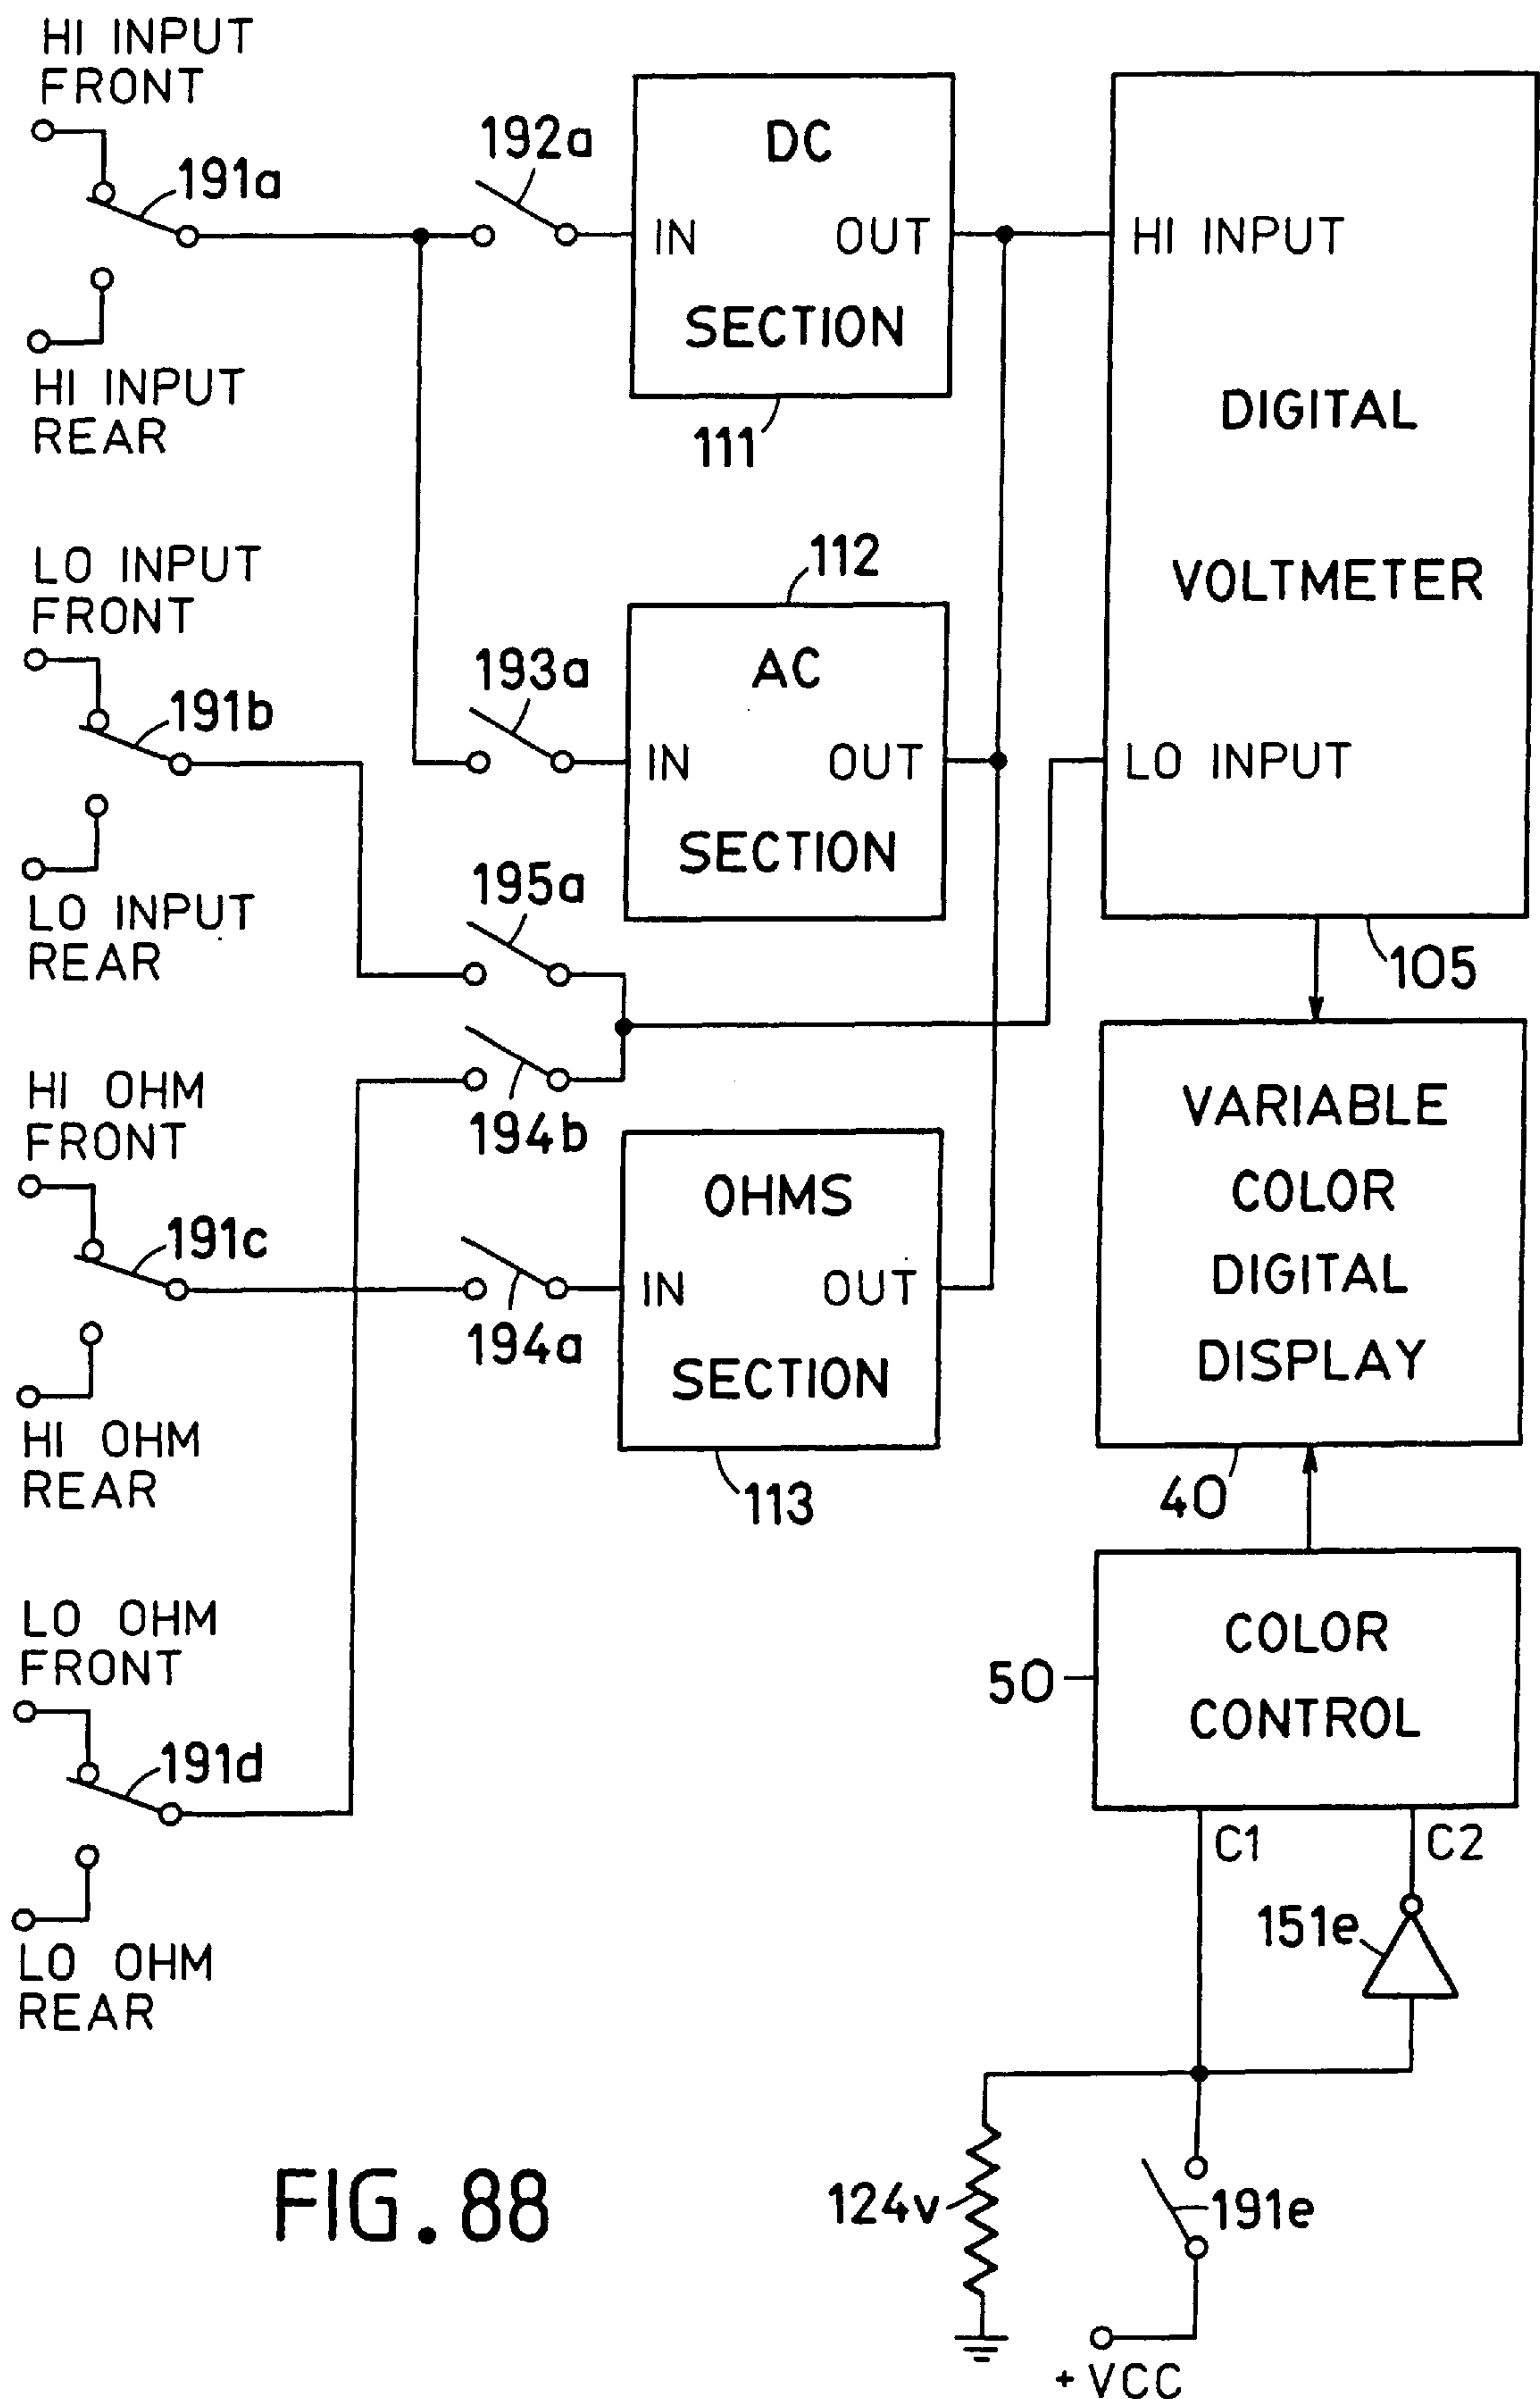 HI INPUT
FRONT
191a
HI INPUT
REAR
192a
DC
IN OUT
SECTION
111
HI INPUT
DIGITAL
VOLTMETER
LO INPUT
105
LO INPUT
FRONT
191b
LO INPUT
REAR
193a
112
AC
IN OUT
SECTION
195a
194b
HI OHM
FRONT
191c
HI OHM
REAR
194a
OHMS
IN OUT
SECTION
113
VARIABLE
COLOR
DIGITAL
DISPLAY
40
LO OHM
FRONT
191d
LO OHM
REAR
50
COLOR
CONTROL
C1 C2
151e
124v
191e
+VCC
FIG. 88